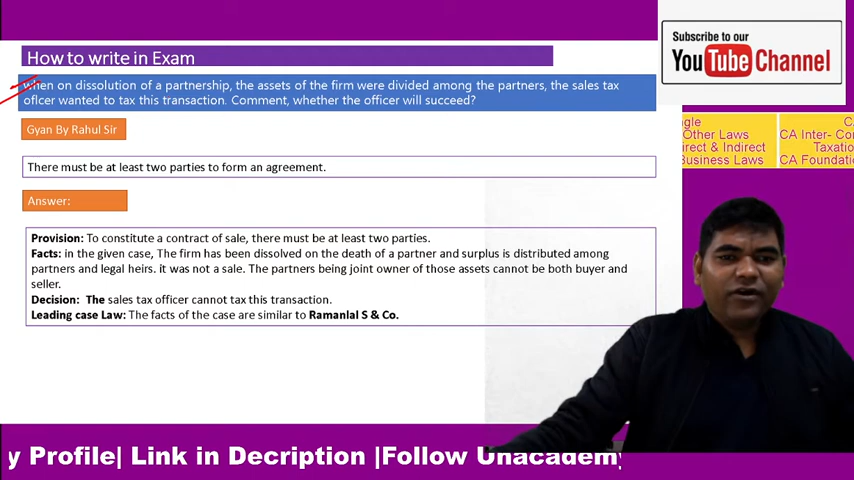 How to write in Exam
Subscribe to our
YouTube Channel
When on dissolution of a partnership, the assets of the firm were divided among the partners, the sales tax
oficer wanted to tax this transaction. Comment, whether the officer will succeed?
Gyan By Rahul Sir
Other Laws
CA Inter- Co
irect & Indirect
Taxatio
Business Laws
CA Foundati
There must be at least two parties to form an agreement.
Answer:
Provision: To constitute a contract of sale, there must be at least two parties.
Facts: in the given case, The firm has been dissolved on the death of a partner and surplus is distributed among
partners and legal heirs. it was not a sale. The partners being joint owner of those assets cannot be both buyer and
seller.
Decision: The sales tax officer cannot tax this transaction.
Leading case Law: The facts of the case are similar to Ramanlal S & Co.
y Profile| Link in Decription |Follow Unacademy